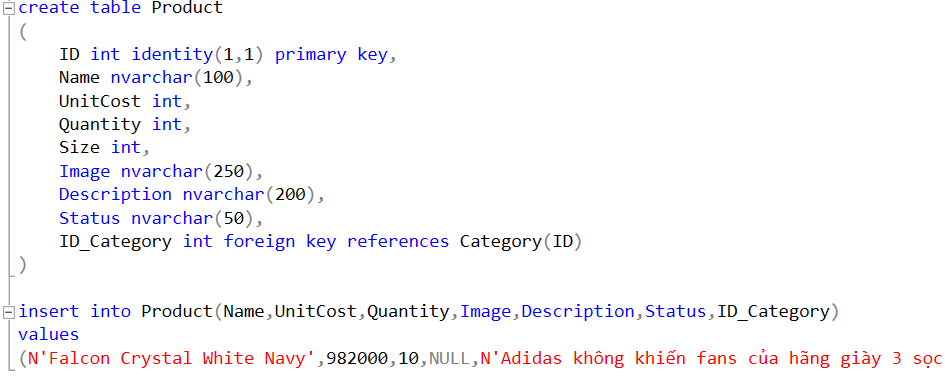 create table Product
(
ID int identity(1,1) primary key,
Name nvarchar(100),
UnitCost int,
Quantity int,
Size int,
Image nvarchar(250),
Description nvarchar(200),
Status nvarchar(50),
ID_Category int foreign key references Category(ID)
)
insert into Product(Name,UnitCost,Quantity,Image,Description,Status,ID_Category)
values
(N'Falcon Crystal White Navy',982000,10,NULL,N'Adidas không khiến fans của hãng giày 3 sọc